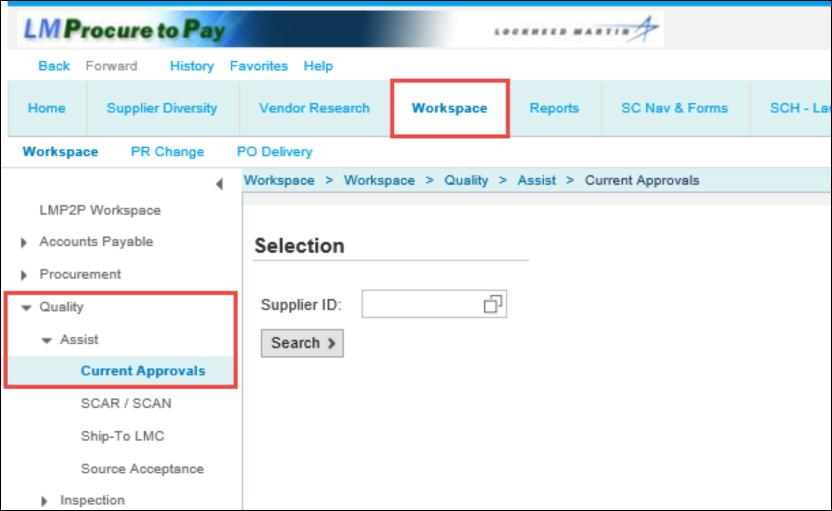 LMProcure to Pay
LOCKHEED MARTIN
Back Forward History Favorites Help
Home Supplier Diversity Vendor Research Workspace Reports SC Nav & Forms SCH - La
Workspace PR Change PO Delivery
Workspace > Workspace > Quality > Assist > Current Approvals
LMP2P Workspace
Accounts Payable
Procurement
Quality
Assist
Current Approvals
SCAR / SCAN
Ship-To LMC
Source Acceptance
Inspection
Selection
Supplier ID:
Search